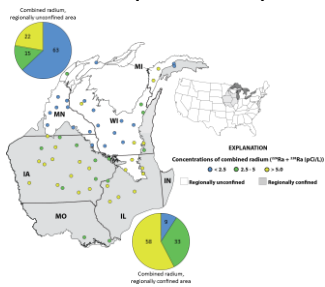 Combined radium,
regionally unconfined area
22
15
63
MI
MN
WI
IA
IN
MO
IL
EXPLANATION
Concentrations of combined radium (²²⁶Ra + ²²⁸Ra (pCi/L))
< 2.5
2.5 - 5
> 5.0
Regionally unconfined
Regionally confined
58
33
Combined radium,
regionally confined area